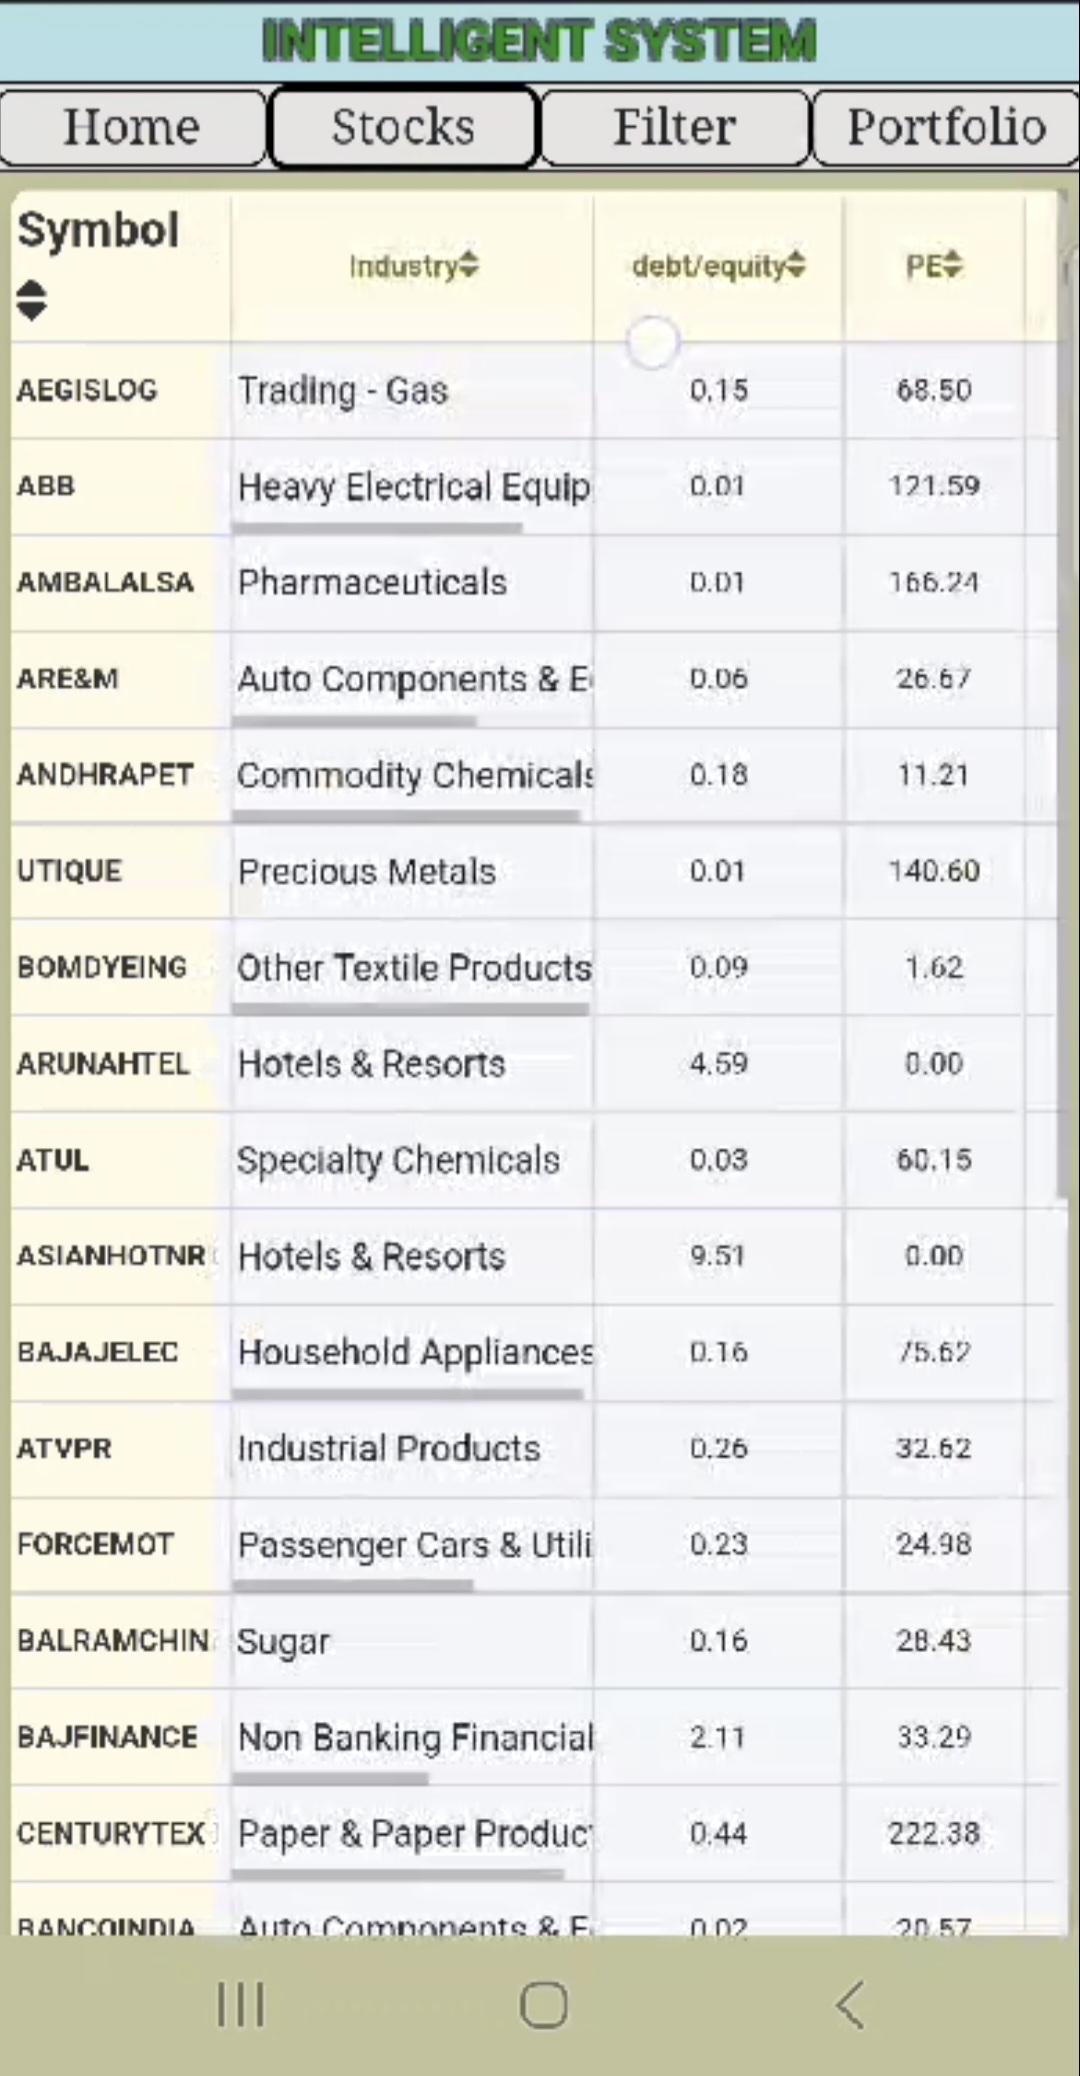 INTELLIGENT SYSTEM
Home Stocks Filter Portfolio
Symbol Industry debt/equity PE
AEGISLOG Trading - Gas 0.15 68.50
ABB Heavy Electrical Equip 0.01 121.59
AMBALALSA Pharmaceuticals 0.01 166.24
ARE&M Auto Components & E 0.06 26.67
ANDHRAPET Commodity Chemicals 0.18 11.21
UTIQUE Precious Metals 0.01 140.60
BOMDYEING Other Textile Products 0.09 1.62
ARUNAHTEL Hotels & Resorts 4.59 0.00
ATUL Specialty Chemicals 0.03 60.15
ASIANHOTNR Hotels & Resorts 9.51 0.00
BAJAJELEC Household Appliances 0.16 75.62
ATVPR Industrial Products 0.26 32.62
FORCEMOT Passenger Cars & Utili 0.23 24.98
BALRAMCHIN Sugar 0.16 28.43
BAJFINANCE Non Banking Financial 2.11 33.29
CENTURYTEX Paper & Paper Produc 0.44 222.38
BANCOINDIA Auto Components & E 0.02 20.57